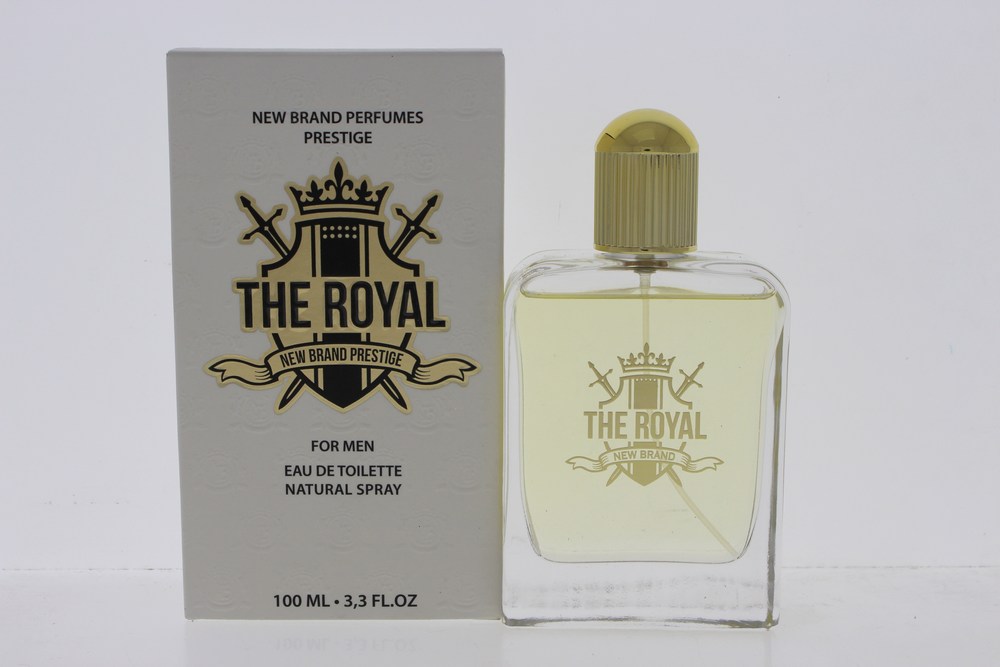 NEW BRAND PERFUMES
PRESTIGE
THE ROYAL
NEW BRAND PRESTIGE
FOR MEN
EAU DE TOILETTE
NATURAL SPRAY
100 ML • 3,3 FL.OZ
THE ROYAL
NEW BRAND